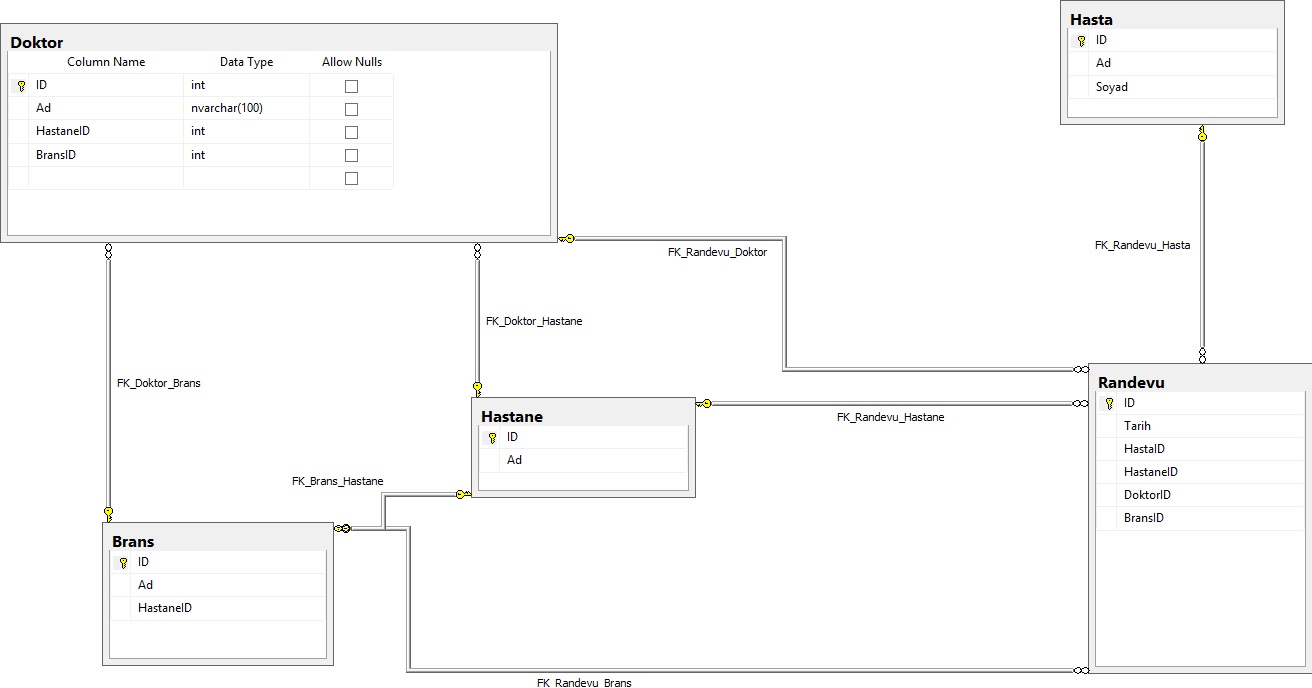 Doktor
Column Name Data Type Allow Nulls
ID int
Ad nvarchar(100)
HastaneID int
BransID int
Hasta
ID
Ad
Soyad
FK_Randevu_Doktor
FK_Randevu_Hasta
FK_Doktor_Hastane
FK_Doktor_Brans
Hastane
ID
Ad
FK_Randevu_Hastane
Randevu
ID
Tarih
HastaID
HastaneID
DoktorID
BransID
FK_Brans_Hastane
Brans
ID
Ad
HastaneID
FK_Randevu_Brans